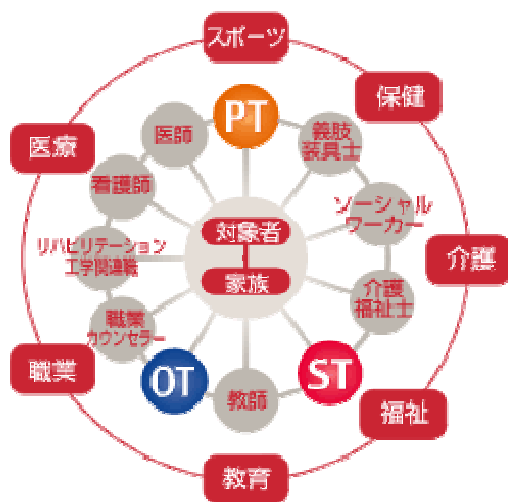 スポーツ
保健
医療
PT
医師
義肢
装具士
看護師
ソーシャル
ワーカー
対象者
リハビリテーション
工学関連職
介護
家族
介護
福祉士
職業
カウンセラー
職業
OT
ST
教師
福祉
教育